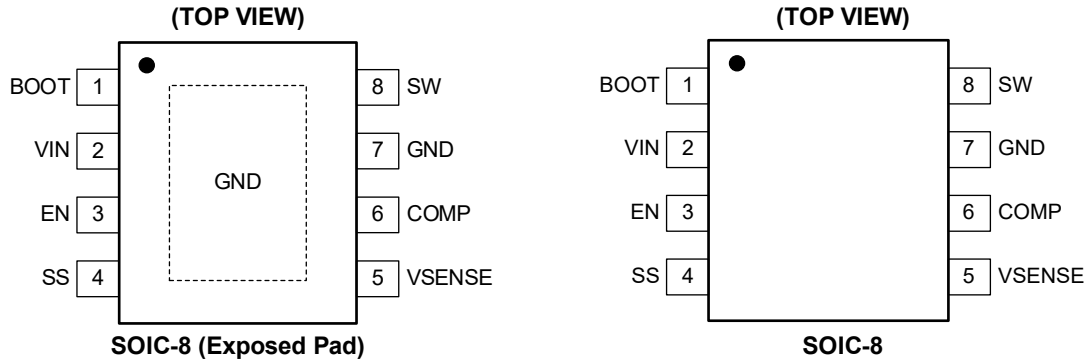 (TOP VIEW)
BOOT 1 8 SW
VIN 2 7 GND
GND
EN 3 6 COMP
SS 4 5 VSENSE
SOIC-8 (Exposed Pad)
(TOP VIEW)
BOOT 1 8 SW
VIN 2 7 GND
EN 3 6 COMP
SS 4 5 VSENSE
SOIC-8